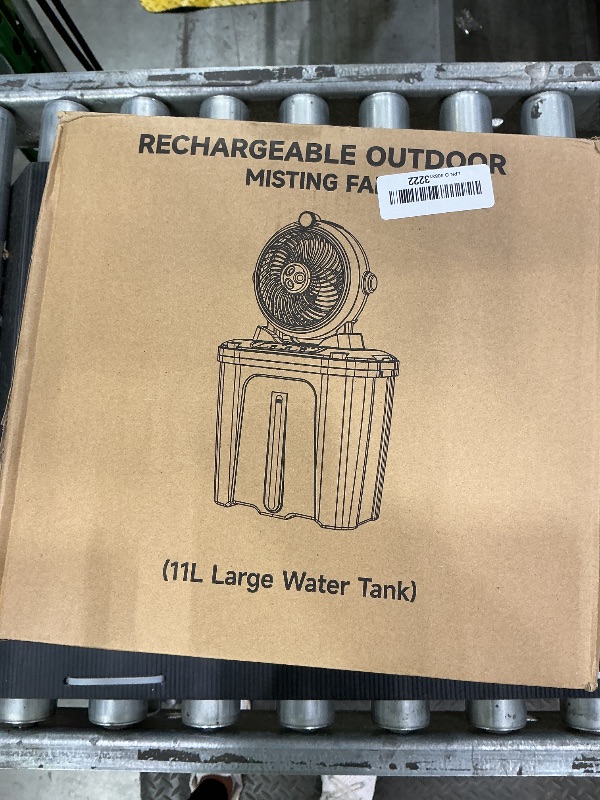 RECHARGEABLE OUTDOOR
MISTING FA
3222
(11L Large Water Tank)